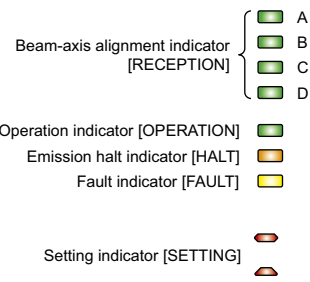 A
Beam-axis alignment indicator
B
[RECEPTION]
C
D
Operation indicator [OPERATION]
Emission halt indicator [HALT]
Fault indicator [FAULT]
Setting indicator [SETTING]